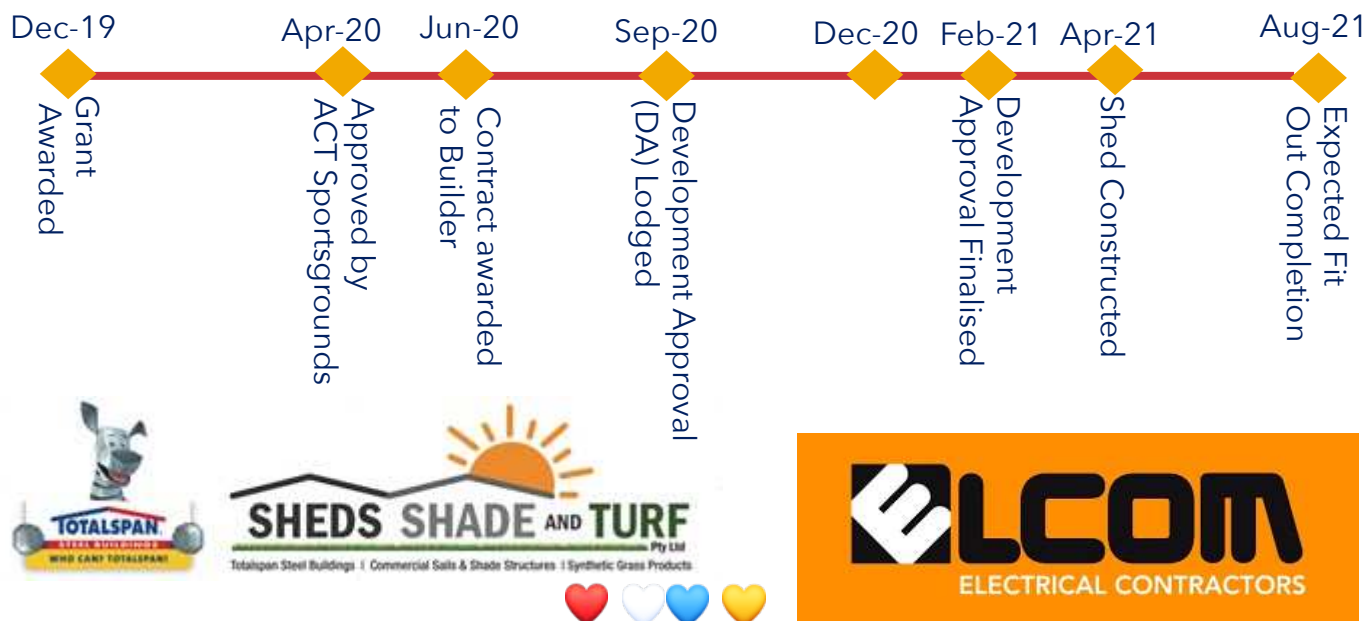 Dec-19
Apr-20
Jun-20
Sep-20
Dec-20
Feb-21
Apr-21
Aug-21
Grant
Awarded
Approved by
ACT Sportsgrounds
Contract awarded
to Builder
Development Approval
(DA) Lodged
Development
Approval Finalised
Shed Constructed
Expected Fit
Out Completion
TOTALSPAN
STEEL BUILDINGS
WHO CAN? TOTALSPAN!
SHEDS SHADE AND TURF
Pty Ltd
Totalspan Steel Buildings | Commercial Sails & Shade Structures | Synthetic Grass Products
ELCOM
ELECTRICAL CONTRACTORS